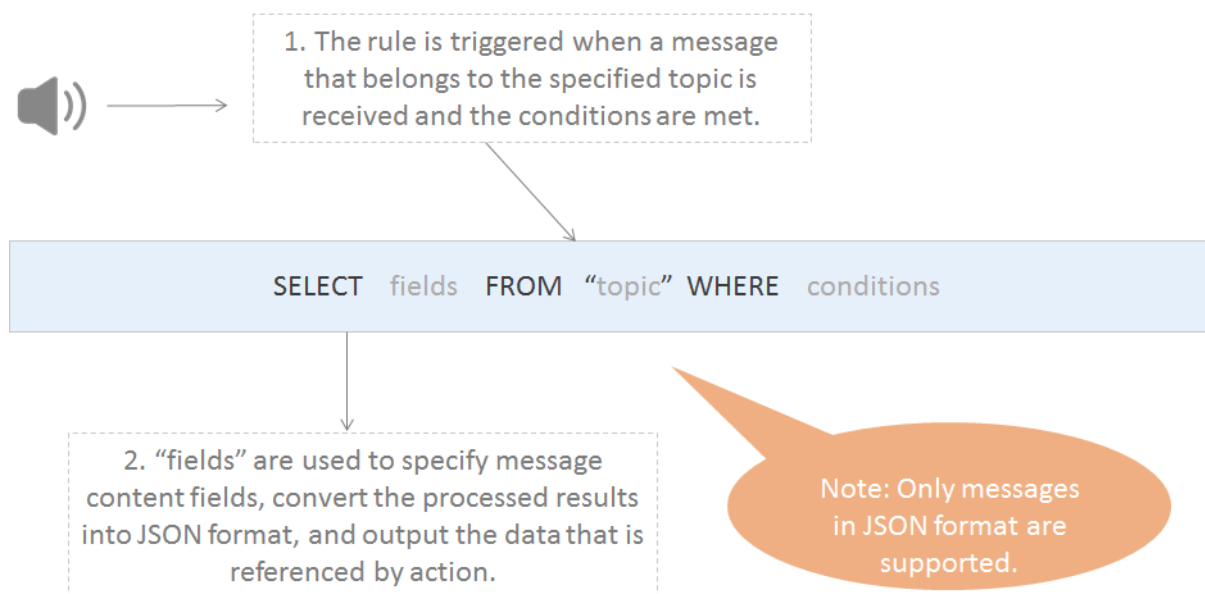 1. The rule is triggered when a message
that belongs to the specified topic is
received and the conditions are met.
SELECT fields FROM “topic” WHERE conditions
2. “fields” are used to specify message
content fields, convert the processed results
into JSON format, and output the data that is
referenced by action.
Note: Only messages
in JSON format are
supported.